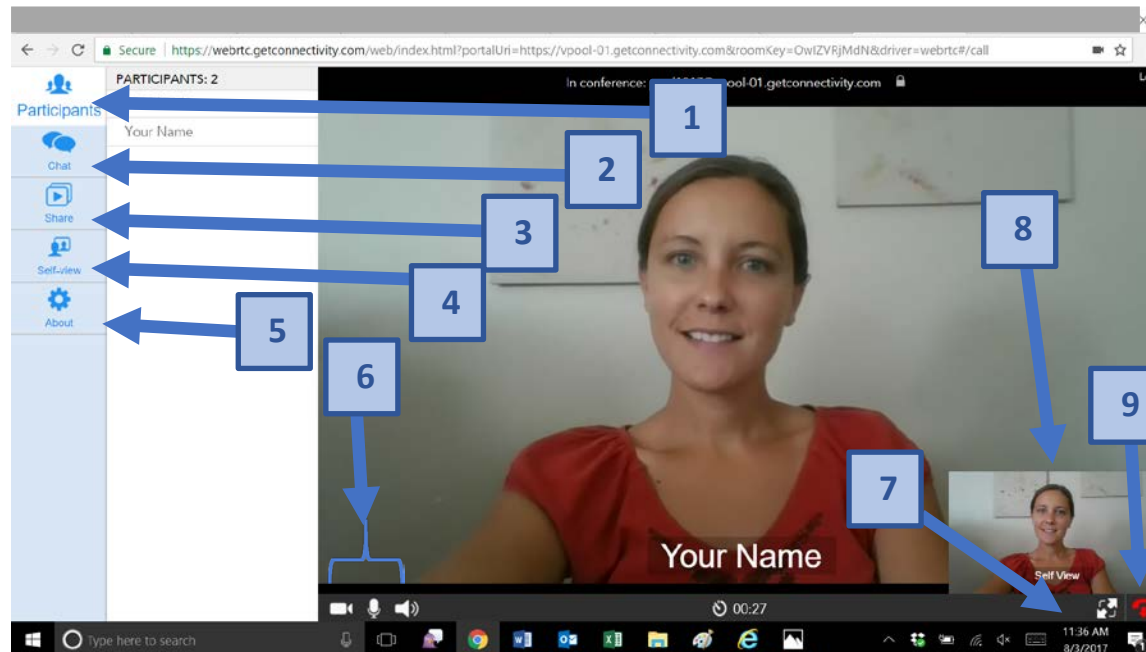 Secure https://webrtc.getconnectivity.com/web/index.html?portalUri=https://vpool-01.getconnectivity.com&roomKey=OwIZVRjMdN&driver=webrtc#/call
PARTICIPANTS: 2
In conference: pool-01.getconnectivity.com
Participants
1
Your Name
Chat
2
Share
3
8
Self-view
4
About
5
6
9
7
Your Name
Self View
00:27
Type here to search
11:36 AM
8/3/2017